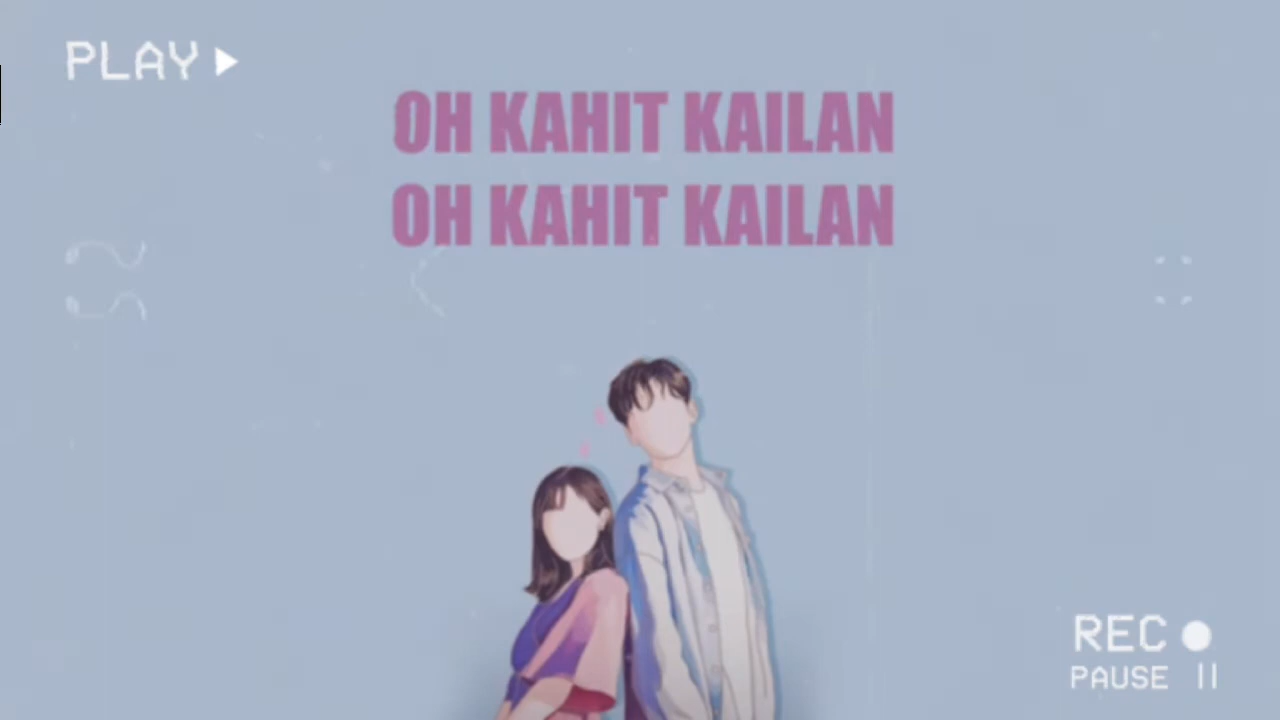 PLAY
OH KAHIT KAILAN
OH KAHIT KAILAN
REC
PAUSE